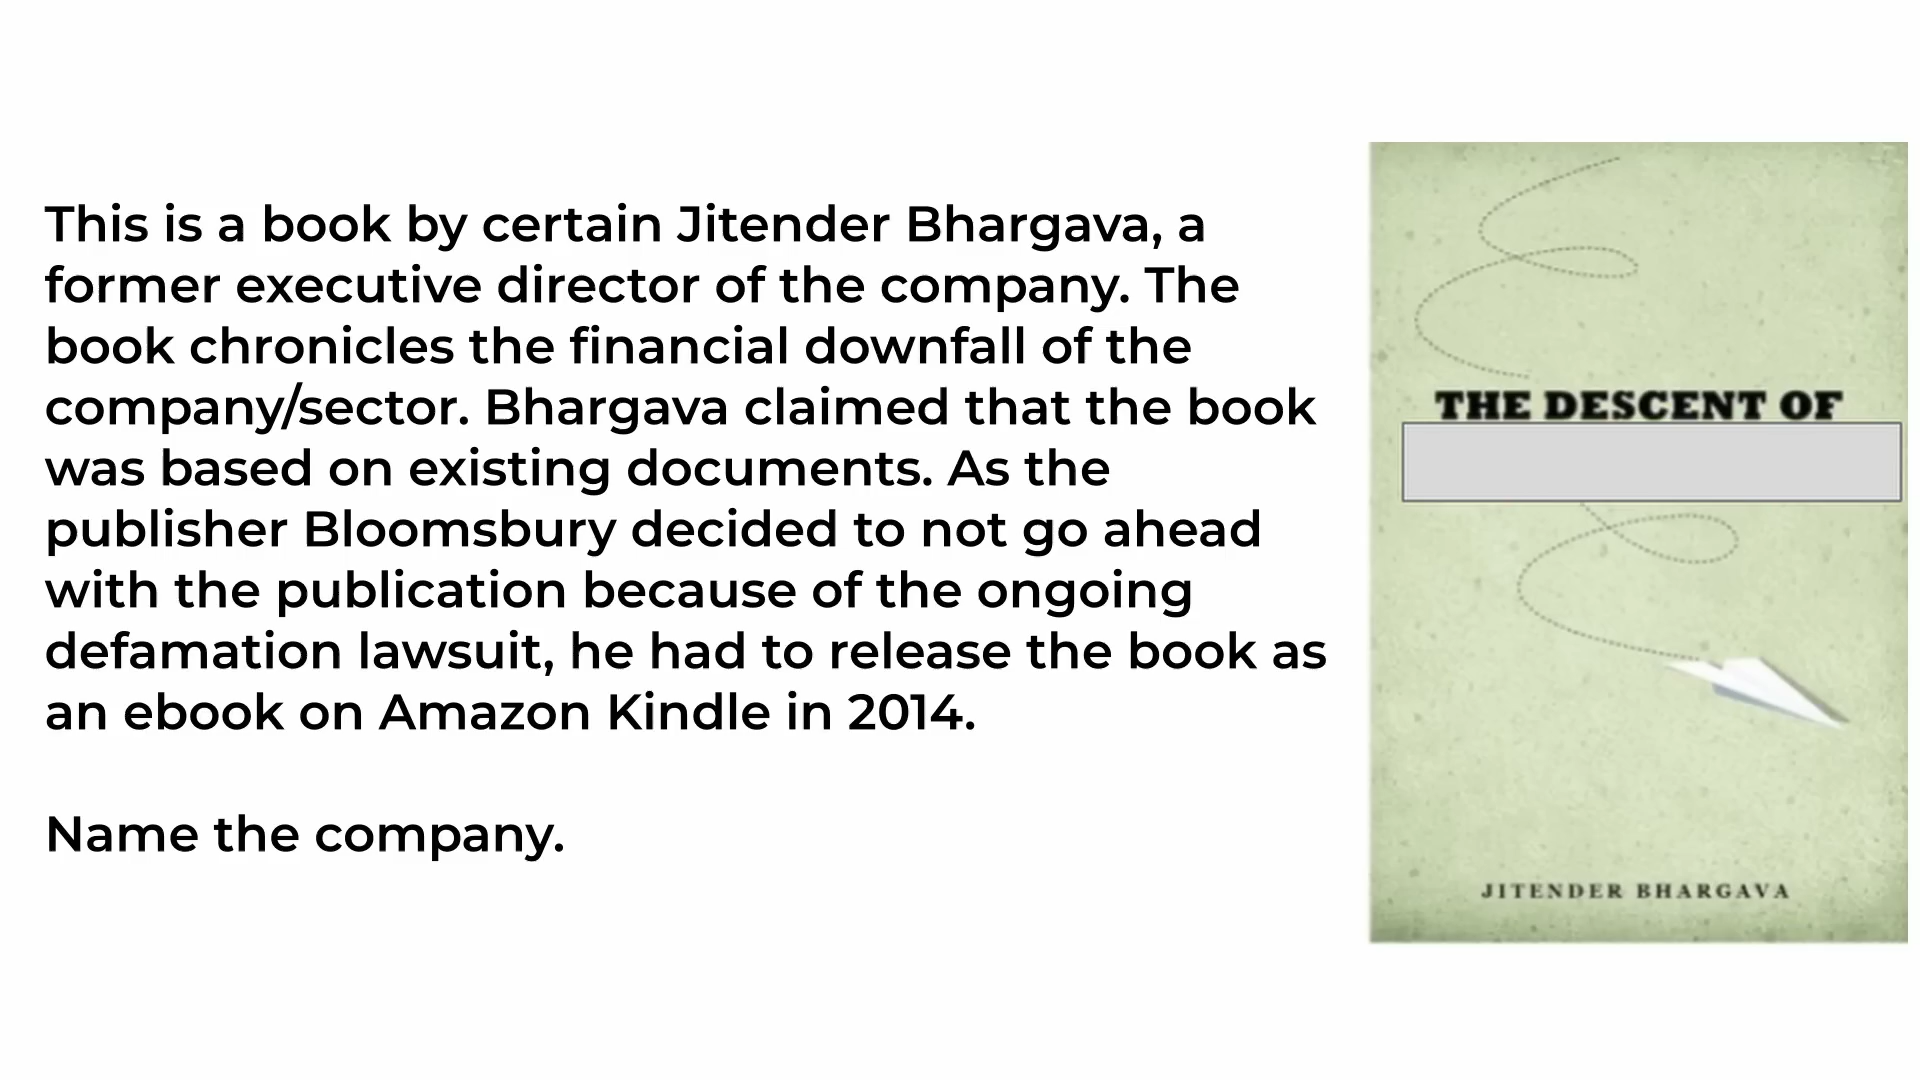 This is a book by certain Jitender Bhargava, a
former executive director of the company. The
book chronicles the financial downfall of the
company/sector. Bhargava claimed that the book
was based on existing documents. As the
publisher Bloomsbury decided to not go ahead
with the publication because of the ongoing
defamation lawsuit, he had to release the book as
an ebook on Amazon Kindle in 2014.
Name the company.
THE DESCENT OF
JITENDER BHARGAVA